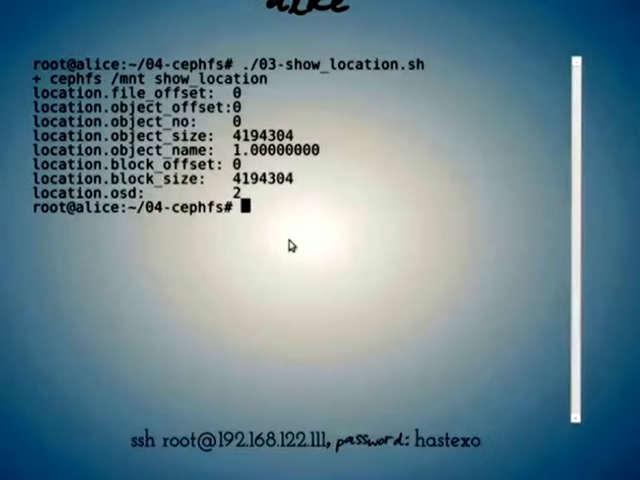 alice
root@alice:~/04-cephfs# ./03-show_location.sh
+ cephfs /mnt show_location
location.file_offset:  0
location.object_offset:0
location.object_no:    0
location.object_size:  4194304
location.object_name:  1.00000000
location.block_offset: 0
location.block_size:   4194304
location.osd:          2
root@alice:~/04-cephfs#
ssh root@192.168.122.111, password: hastexo